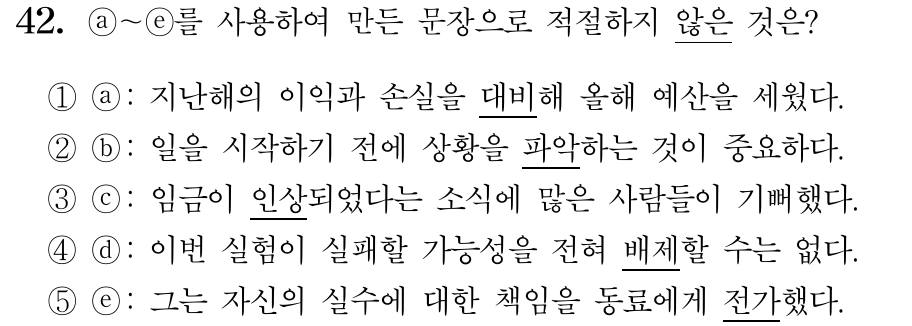 42. ⓐ~ⓔ를 사용하여 만든 문장으로 적절하지 않은 것은?
① ⓐ: 지난해의 이익과 손실을 대비해 올해 예산을 세웠다.
② ⓑ: 일을 시작하기 전에 상황을 파악하는 것이 중요하다.
③ ⓒ: 임금이 인상되었다는 소식에 많은 사람들이 기뻐했다.
④ ⓓ: 이번 실험이 실패할 가능성을 전혀 배제할 수는 없다.
⑤ ⓔ: 그는 자신의 실수에 대한 책임을 동료에게 전가했다.